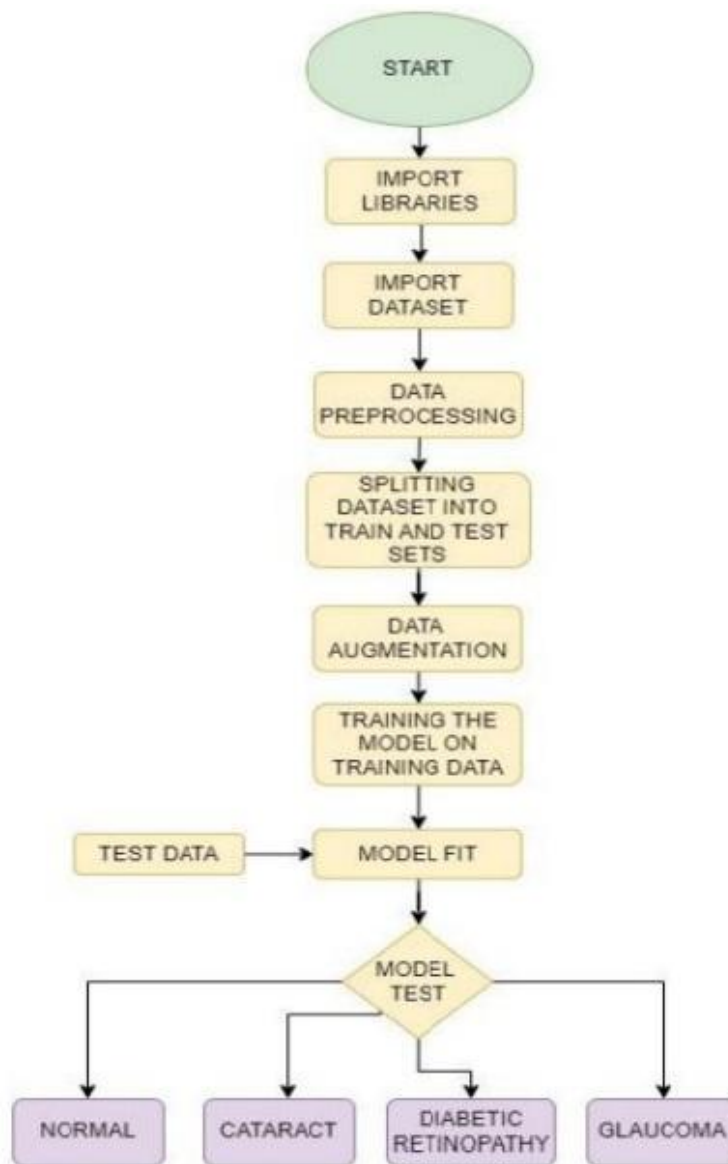 START
IMPORT
LIBRARIES
IMPORT
DATASET
DATA
PREPROCESSING
SPLITTING
DATASET INTO
TRAIN AND TEST
SETS
DATA
AUGMENTATION
TRAINING THE
MODEL ON
TRAINING DATA
TEST DATA
MODEL FIT
MODEL
TEST
NORMAL
CATARACT
DIABETIC
RETINOPATHY
GLAUCOMA